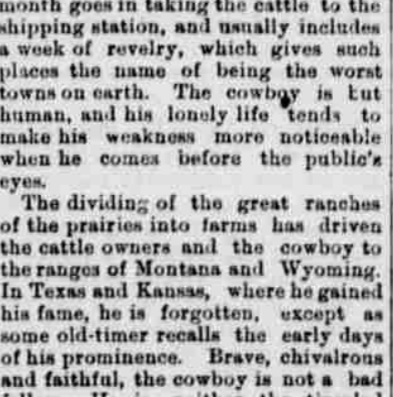 month goes in taking the cattle to the
shipping station, and usually includes
a week of revelry, which gives such
places the name of being the worst
towns on earth. The cowboy is but
human, and his lonely life tends to
make his weakness more noticeable
when he comes before the public's
eyes.
The dividing of the great ranches
of the prairies into farms has driven
the cattle owners and the cowboy to
the ranges of Montana and Wyoming.
In Texas and Kansas, where he gained
his fame, he is forgotten, except as
some old-timer recalls the early days
of his prominence. Brave, chivalrous
and faithful, the cowboy is not a bad